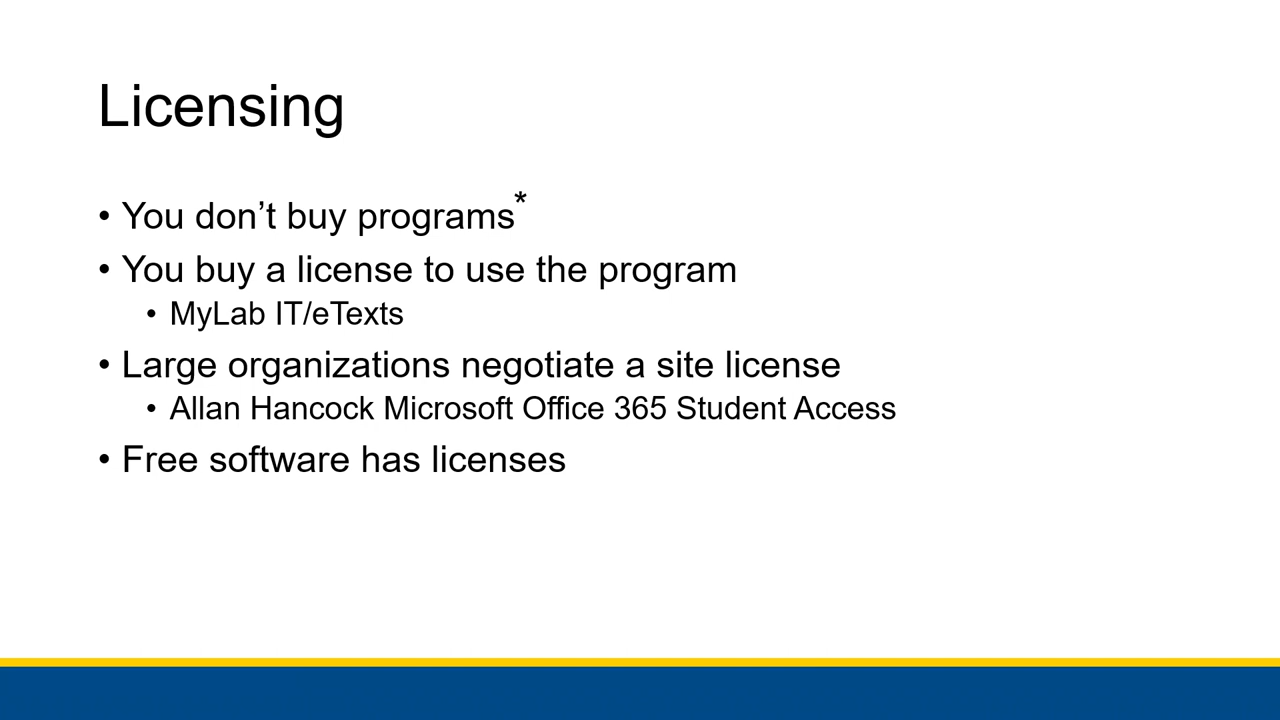 Licensing
• You don’t buy programs*
• You buy a license to use the program
• MyLab IT/eTexts
• Large organizations negotiate a site license
• Allan Hancock Microsoft Office 365 Student Access
• Free software has licenses